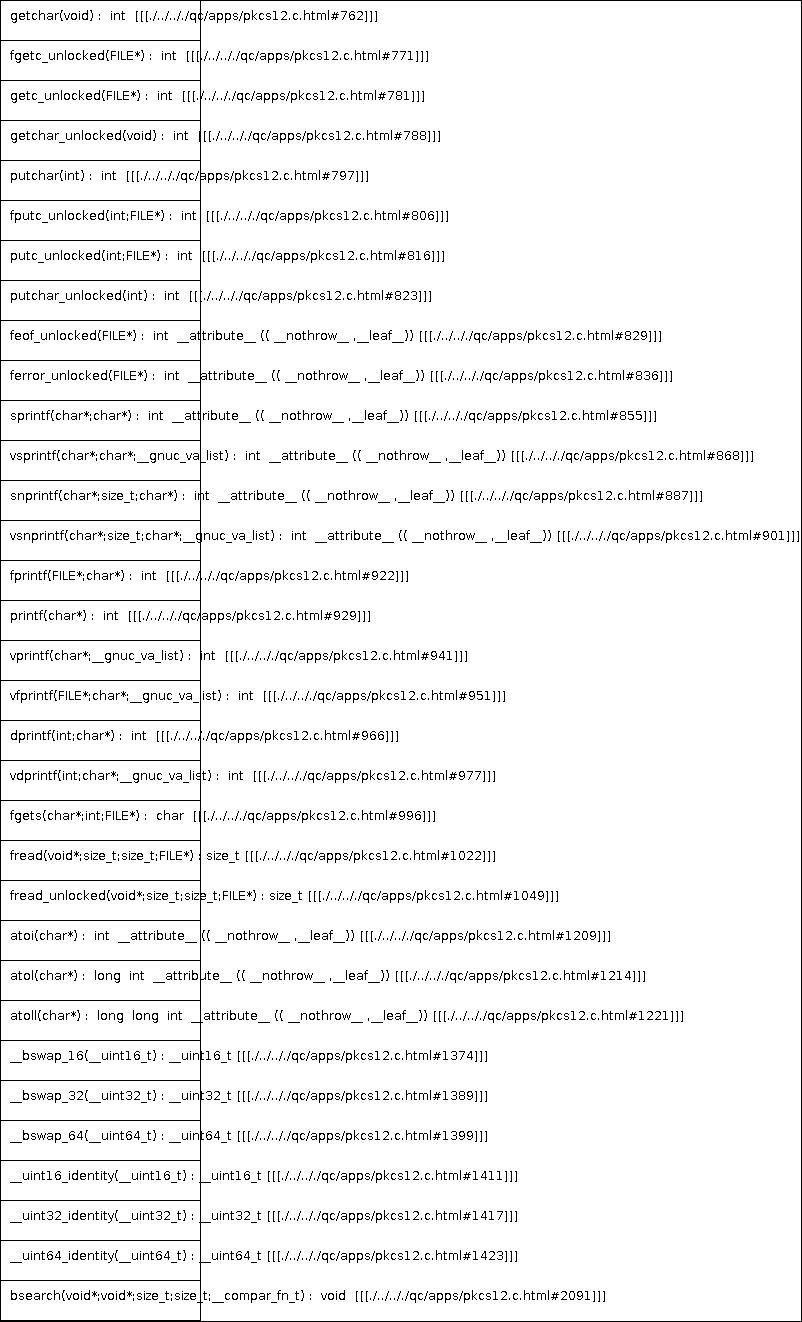 getchar(void) : int [[[./../../../qc/apps/pkcs12.c.html#762]]]
fgetc_unlocked(FILE*) : int [[[./../../../qc/apps/pkcs12.c.html#771]]]
getc_unlocked(FILE*) : int [[[./../../../qc/apps/pkcs12.c.html#781]]]
getchar_unlocked(void) : int [[[./../../../qc/apps/pkcs12.c.html#788]]]
putchar(int) : int [[[./../../../qc/apps/pkcs12.c.html#797]]]
fputc_unlocked(int;FILE*) : int [[[./../../../qc/apps/pkcs12.c.html#806]]]
putc_unlocked(int;FILE*) : int [[[./../../../qc/apps/pkcs12.c.html#816]]]
putchar_unlocked(int) : int [[[./../../../qc/apps/pkcs12.c.html#823]]]
feof_unlocked(FILE*) : int __attribute__ (( __nothrow__ ,__leaf__)) [[[./../../../qc/apps/pkcs12.c.html#829]]]
ferror_unlocked(FILE*) : int __attribute__ (( __nothrow__ ,__leaf__)) [[[./../../../qc/apps/pkcs12.c.html#836]]]
sprintf(char*;char*) : int __attribute__ (( __nothrow__ ,__leaf__)) [[[./../../../qc/apps/pkcs12.c.html#855]]]
vsprintf(char*;char*;__gnuc_va_list) : int __attribute__ (( __nothrow__ ,__leaf__)) [[[./../../../qc/apps/pkcs12.c.html#868]]]
snprintf(char*;size_t;char*) : int __attribute__ (( __nothrow__ ,__leaf__)) [[[./../../../qc/apps/pkcs12.c.html#887]]]
vsnprintf(char*;size_t;char*;__gnuc_va_list) : int __attribute__ (( __nothrow__ ,__leaf__)) [[[./../../../qc/apps/pkcs12.c.html#901]]]
fprintf(FILE*;char*) : int [[[./../../../qc/apps/pkcs12.c.html#922]]]
printf(char*) : int [[[./../../../qc/apps/pkcs12.c.html#929]]]
vprintf(char*;__gnuc_va_list) : int [[[./../../../qc/apps/pkcs12.c.html#941]]]
vfprintf(FILE*;char*;__gnuc_va_list) : int [[[./../../../qc/apps/pkcs12.c.html#951]]]
dprintf(int;char*) : int [[[./../../../qc/apps/pkcs12.c.html#966]]]
vdprintf(int;char*;__gnuc_va_list) : int [[[./../../../qc/apps/pkcs12.c.html#977]]]
fgets(char*;int;FILE*) : char [[[./../../../qc/apps/pkcs12.c.html#996]]]
fread(void*;size_t;size_t;FILE*) : size_t [[[./../../../qc/apps/pkcs12.c.html#1022]]]
fread_unlocked(void*;size_t;size_t;FILE*) : size_t [[[./../../../qc/apps/pkcs12.c.html#1049]]]
atoi(char*) : int __attribute__ (( __nothrow__ ,__leaf__)) [[[./../../../qc/apps/pkcs12.c.html#1209]]]
atol(char*) : long int __attribute__ (( __nothrow__ ,__leaf__)) [[[./../../../qc/apps/pkcs12.c.html#1214]]]
atoll(char*) : long long int __attribute__ (( __nothrow__ ,__leaf__)) [[[./../../../qc/apps/pkcs12.c.html#1221]]]
__bswap_16(__uint16_t) : __uint16_t [[[./../../../qc/apps/pkcs12.c.html#1374]]]
__bswap_32(__uint32_t) : __uint32_t [[[./../../../qc/apps/pkcs12.c.html#1389]]]
__bswap_64(__uint64_t) : __uint64_t [[[./../../../qc/apps/pkcs12.c.html#1399]]]
__uint16_identity(__uint16_t) : __uint16_t [[[./../../../qc/apps/pkcs12.c.html#1411]]]
__uint32_identity(__uint32_t) : __uint32_t [[[./../../../qc/apps/pkcs12.c.html#1417]]]
__uint64_identity(__uint64_t) : __uint64_t [[[./../../../qc/apps/pkcs12.c.html#1423]]]
bsearch(void*;void*;size_t;size_t;__compar_fn_t) : void [[[./../../../qc/apps/pkcs12.c.html#2091]]]